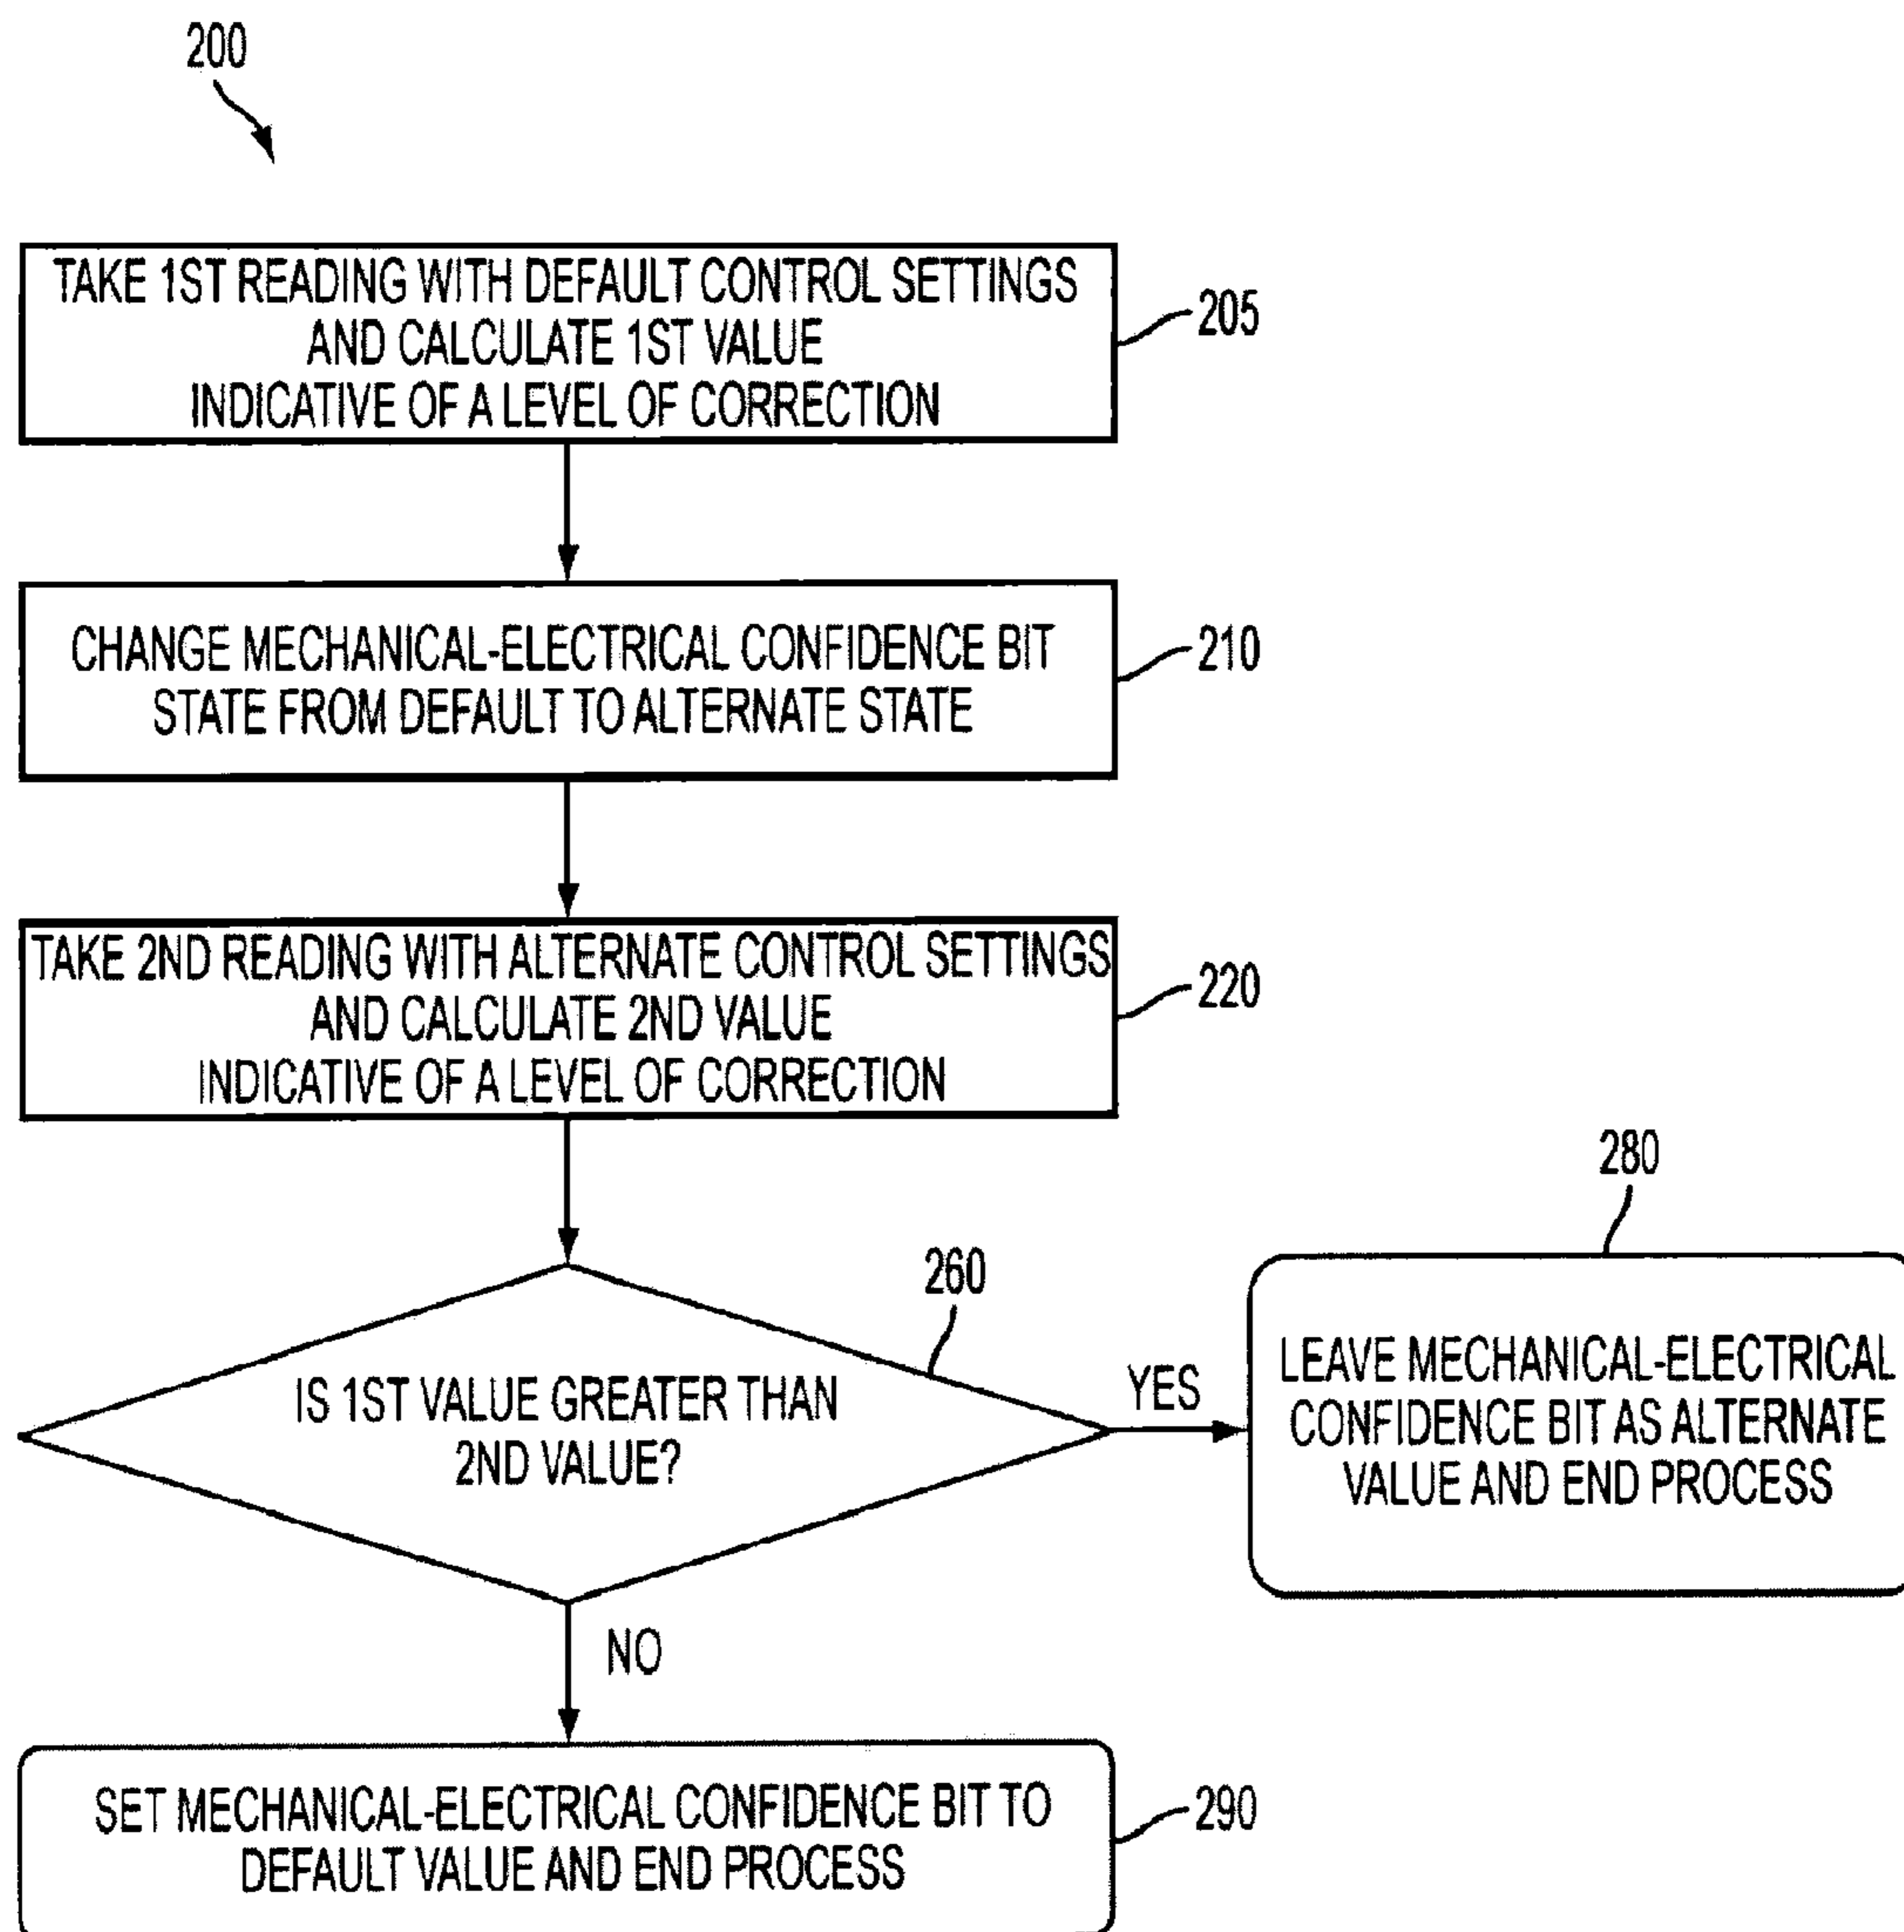 200
TAKE 1ST READING WITH DEFAULT CONTROL SETTINGS
AND CALCULATE 1ST VALUE
INDICATIVE OF A LEVEL OF CORRECTION
205
CHANGE MECHANICAL-ELECTRICAL CONFIDENCE BIT
STATE FROM DEFAULT TO ALTERNATE STATE
210
TAKE 2ND READING WITH ALTERNATE CONTROL SETTINGS
AND CALCULATE 2ND VALUE
INDICATIVE OF A LEVEL OF CORRECTION
220
IS 1ST VALUE GREATER THAN
2ND VALUE?
260
YES
280
LEAVE MECHANICAL-ELECTRICAL
CONFIDENCE BIT AS ALTERNATE
VALUE AND END PROCESS
NO
SET MECHANICAL-ELECTRICAL CONFIDENCE BIT TO
DEFAULT VALUE AND END PROCESS
290